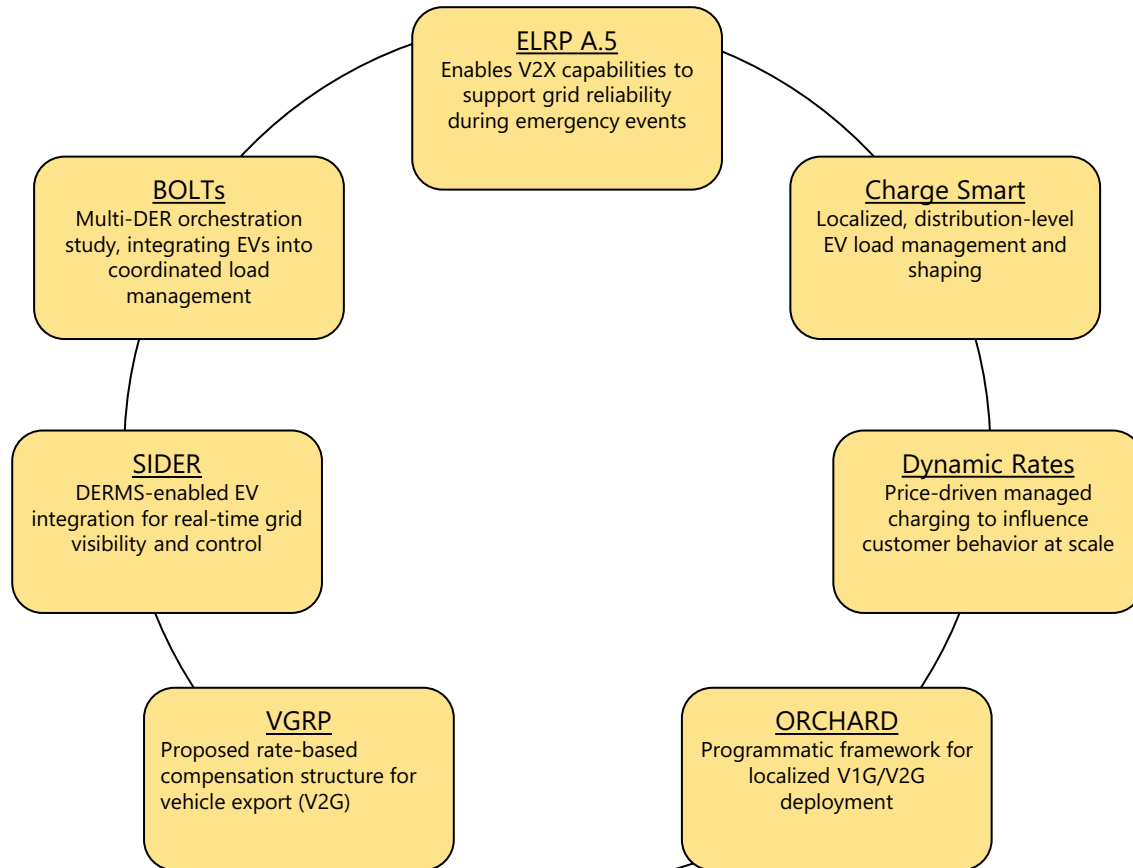 ELRP A.5
Enables V2X capabilities to
support grid reliability
during emergency events
BOLTs
Multi-DER orchestration
study, integrating EVs into
coordinated load
management
Charge Smart
Localized, distribution-level
EV load management and
shaping
SIDER
DERMS-enabled EV
integration for real-time grid
visibility and control
Dynamic Rates
Price-driven managed
charging to influence
customer behavior at scale
VGRP
Proposed rate-based
compensation structure for
vehicle export (V2G)
ORCHARD
Programmatic framework for
localized V1G/V2G
deployment